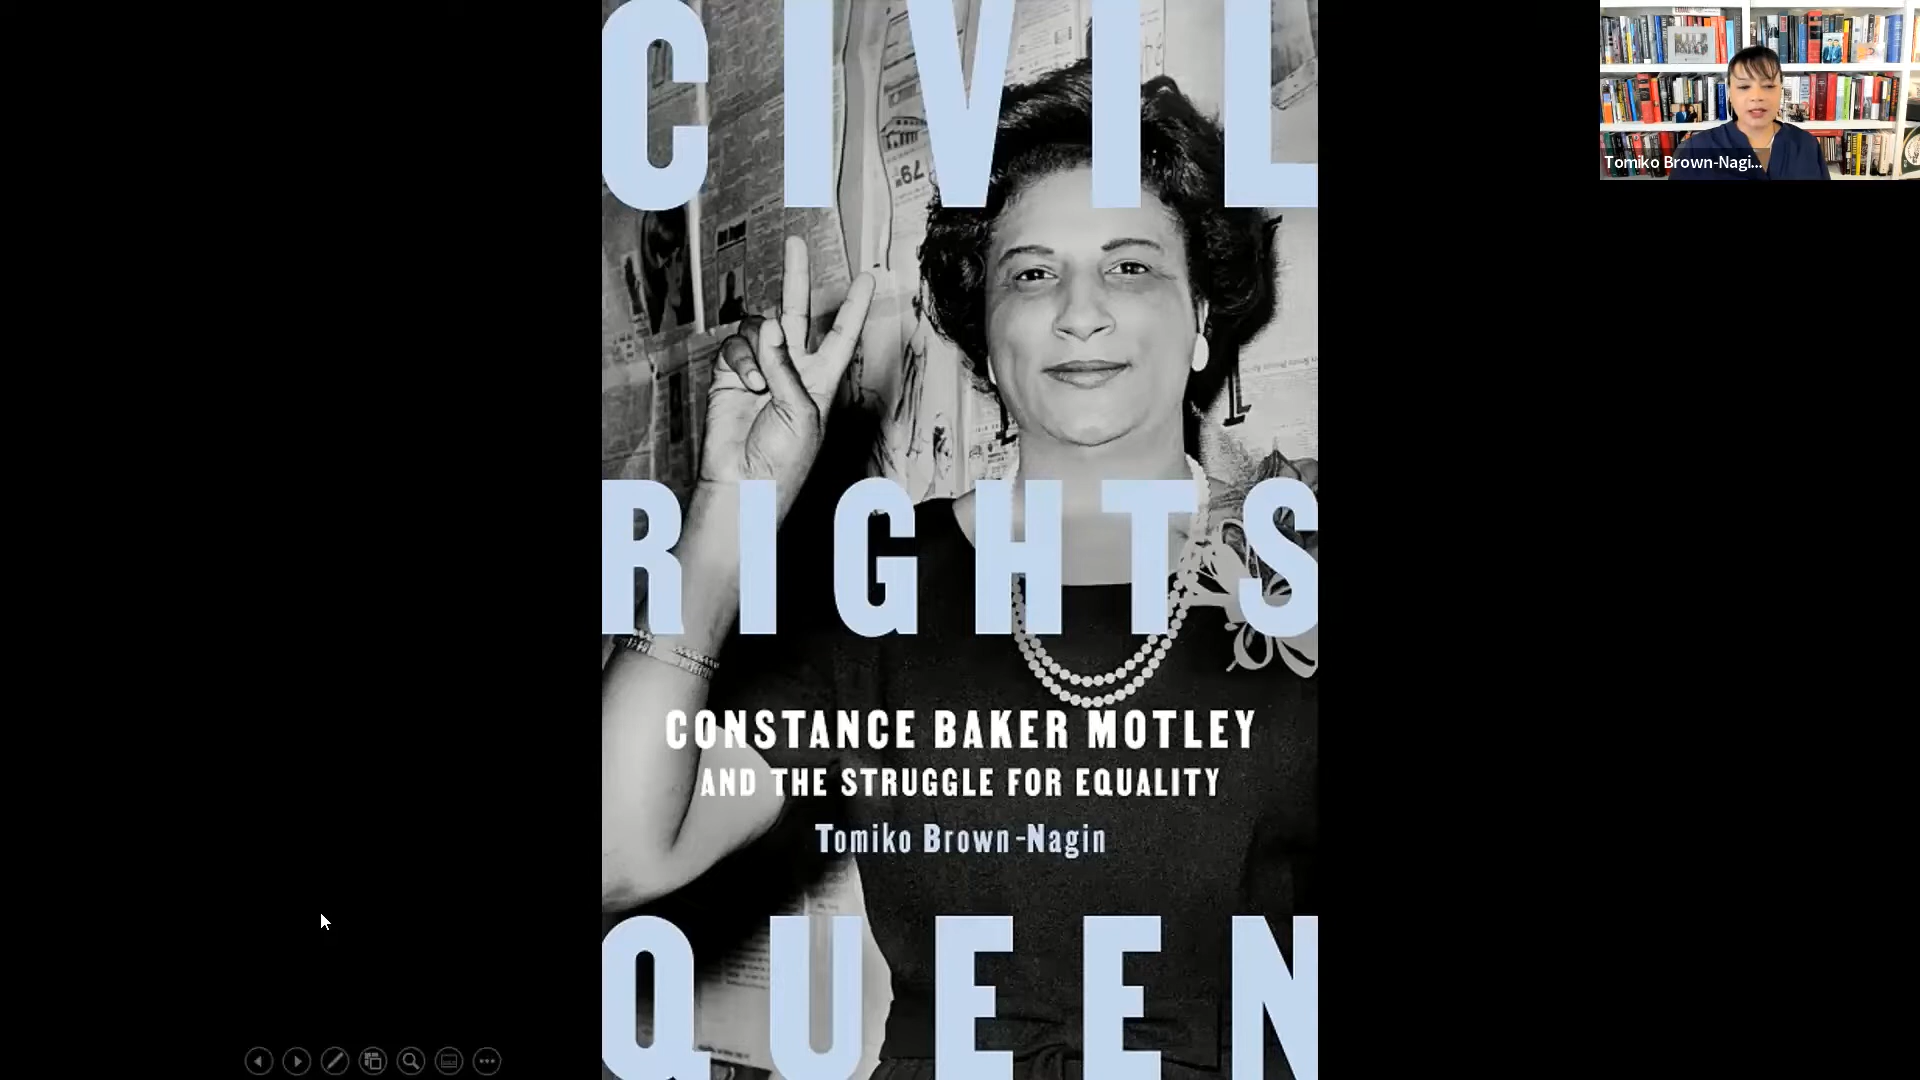 CIVIL
RIGHTS
CONSTANCE BAKER MOTLEY
AND THE STRUGGLE FOR EQUALITY
Tomiko Brown-Nagin
QUEEN
Tomiko Brown-Nagi...